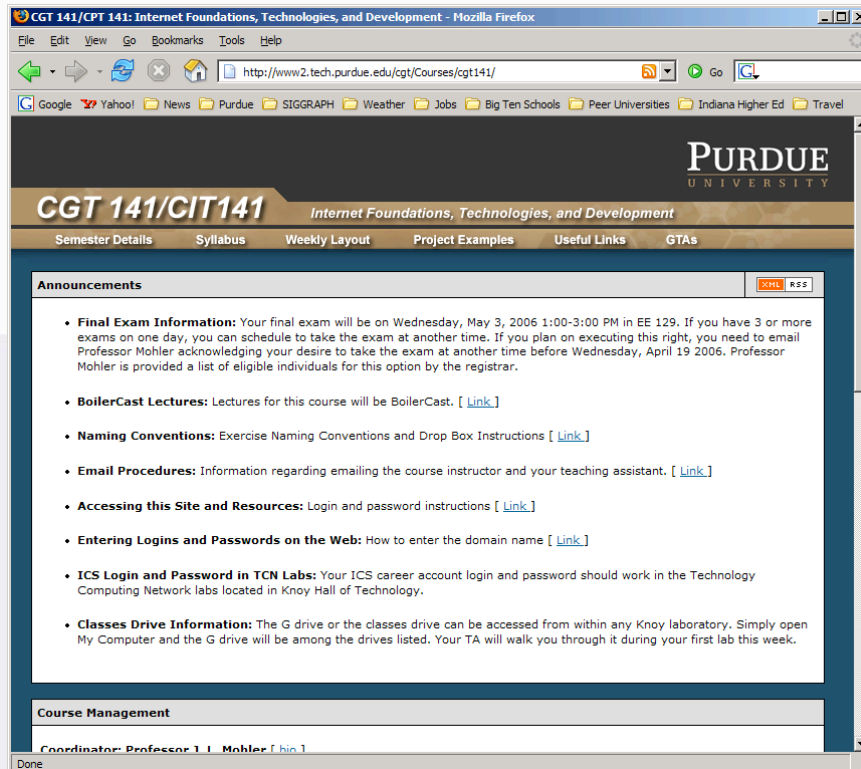 CGT 141/CPT 141: Internet Foundations, Technologies, and Development - Mozilla Firefox
File Edit View Go Bookmarks Tools Help
http://www2.tech.purdue.edu/cgt/Courses/cgt141/ Go G
G Google Yahoo! News Purdue SIGGRAPH Weather Jobs Big Ten Schools Peer Universities Indiana Higher Ed Travel
PURDUE
UNIVERSITY
CGT 141/CIT141 Internet Foundations, Technologies, and Development
Semester Details Syllabus Weekly Layout Project Examples Useful Links GTAs
Announcements XML RSS
• Final Exam Information: Your final exam will be on Wednesday, May 3, 2006 1:00-3:00 PM in EE 129. If you have 3 or more
exams on one day, you can schedule to take the exam at another time. If you plan on executing this right, you need to email
Professor Mohler acknowledging your desire to take the exam at another time before Wednesday, April 19 2006. Professor
Mohler is provided a list of eligible individuals for this option by the registrar.
• BoilerCast Lectures: Lectures for this course will be BoilerCast. [ Link ]
• Naming Conventions: Exercise Naming Conventions and Drop Box Instructions [ Link ]
• Email Procedures: Information regarding emailing the course instructor and your teaching assistant. [ Link ]
• Accessing this Site and Resources: Login and password instructions [ Link ]
• Entering Logins and Passwords on the Web: How to enter the domain name [ Link ]
• ICS Login and Password in TCN Labs: Your ICS career account login and password should work in the Technology
Computing Network labs located in Knoy Hall of Technology.
• Classes Drive Information: The G drive or the classes drive can be accessed from within any Knoy laboratory. Simply open
My Computer and the G drive will be among the drives listed. Your TA will walk you through it during your first lab this week.
Course Management
Coordinator: Professor J. L. Mohler [ bio ]
Done